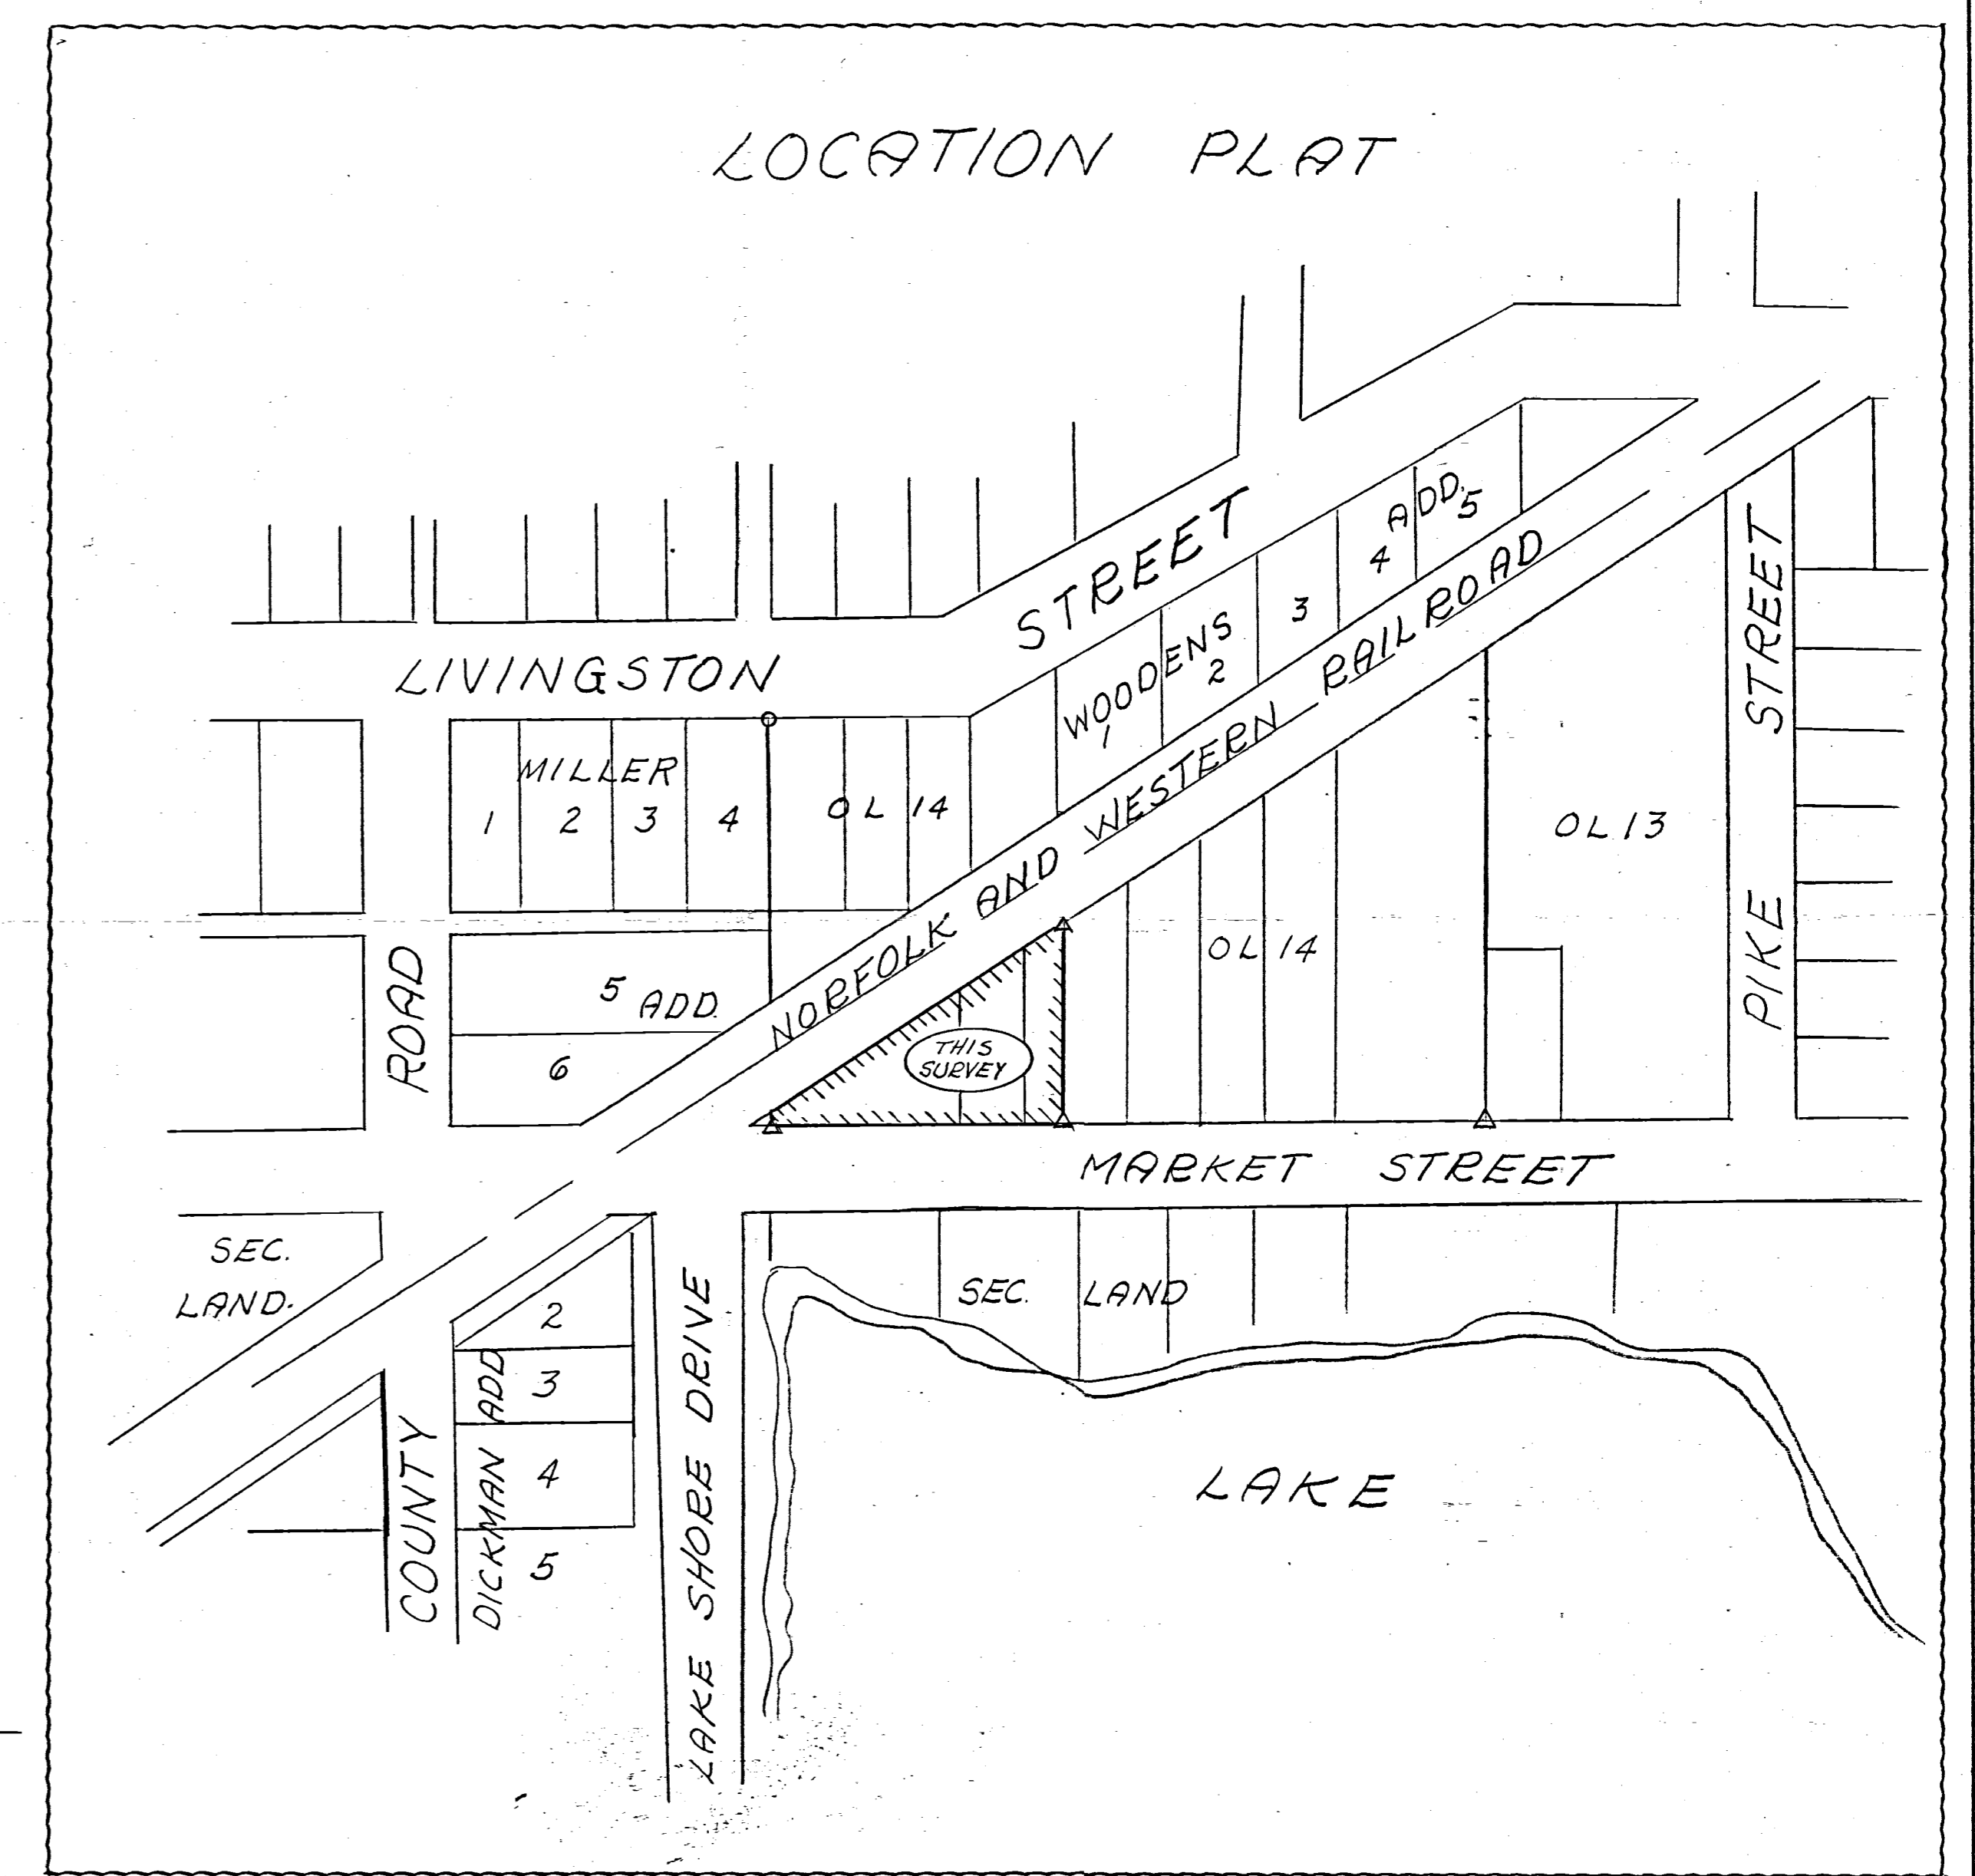 LOCATION PLAT
LIVINGSTON STREET
WOODENS ADD.
1 2 3 4 5
NORFOLK AND WESTERN RAILROAD
MILLER
1 2 3 4
OL 14
5 ADD.
6
ROAD
THIS
SURVEY
OL 14
OL 13
PIKE STREET
MARKET STREET
SEC.
LAND.
2
3
4
5
DICKMAN ADD
COUNTY
LAKE SHORE DRIVE
SEC. LAND
LAKE